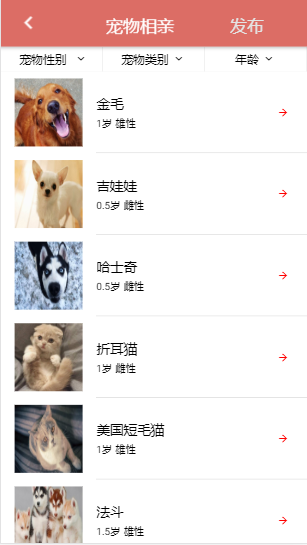 宠物相亲 发布
宠物性别 宠物类别 年龄
金毛
1岁 雄性
吉娃娃
0.5岁 雌性
哈士奇
0.5岁 雌性
折耳猫
1岁 雌性
美国短毛猫
1岁 雄性
法斗
1.5岁 雄性